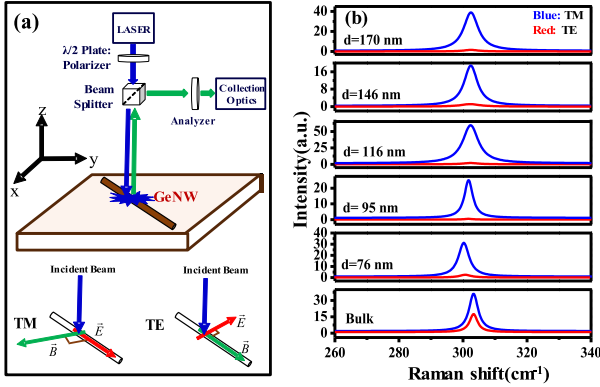 (a)
LASER
λ/2 Plate:
Polarizer
Beam
Splitter
Collection
Optics
Analyzer
z
y
x
GeNW
Incident Beam
Incident Beam
TM
E⃗
B⃗
TE
E⃗
B⃗
(b)
Blue: TM
Red: TE
40
20
0
d=170 nm
16
8
0
d=146 nm
50
25
0
d= 116 nm
20
10
0
d= 95 nm
40
30
20
10
0
d=76 nm
30
15
0
Bulk
Intensity(a.u.)
260 280 300 320 340
Raman shift(cm⁻¹)